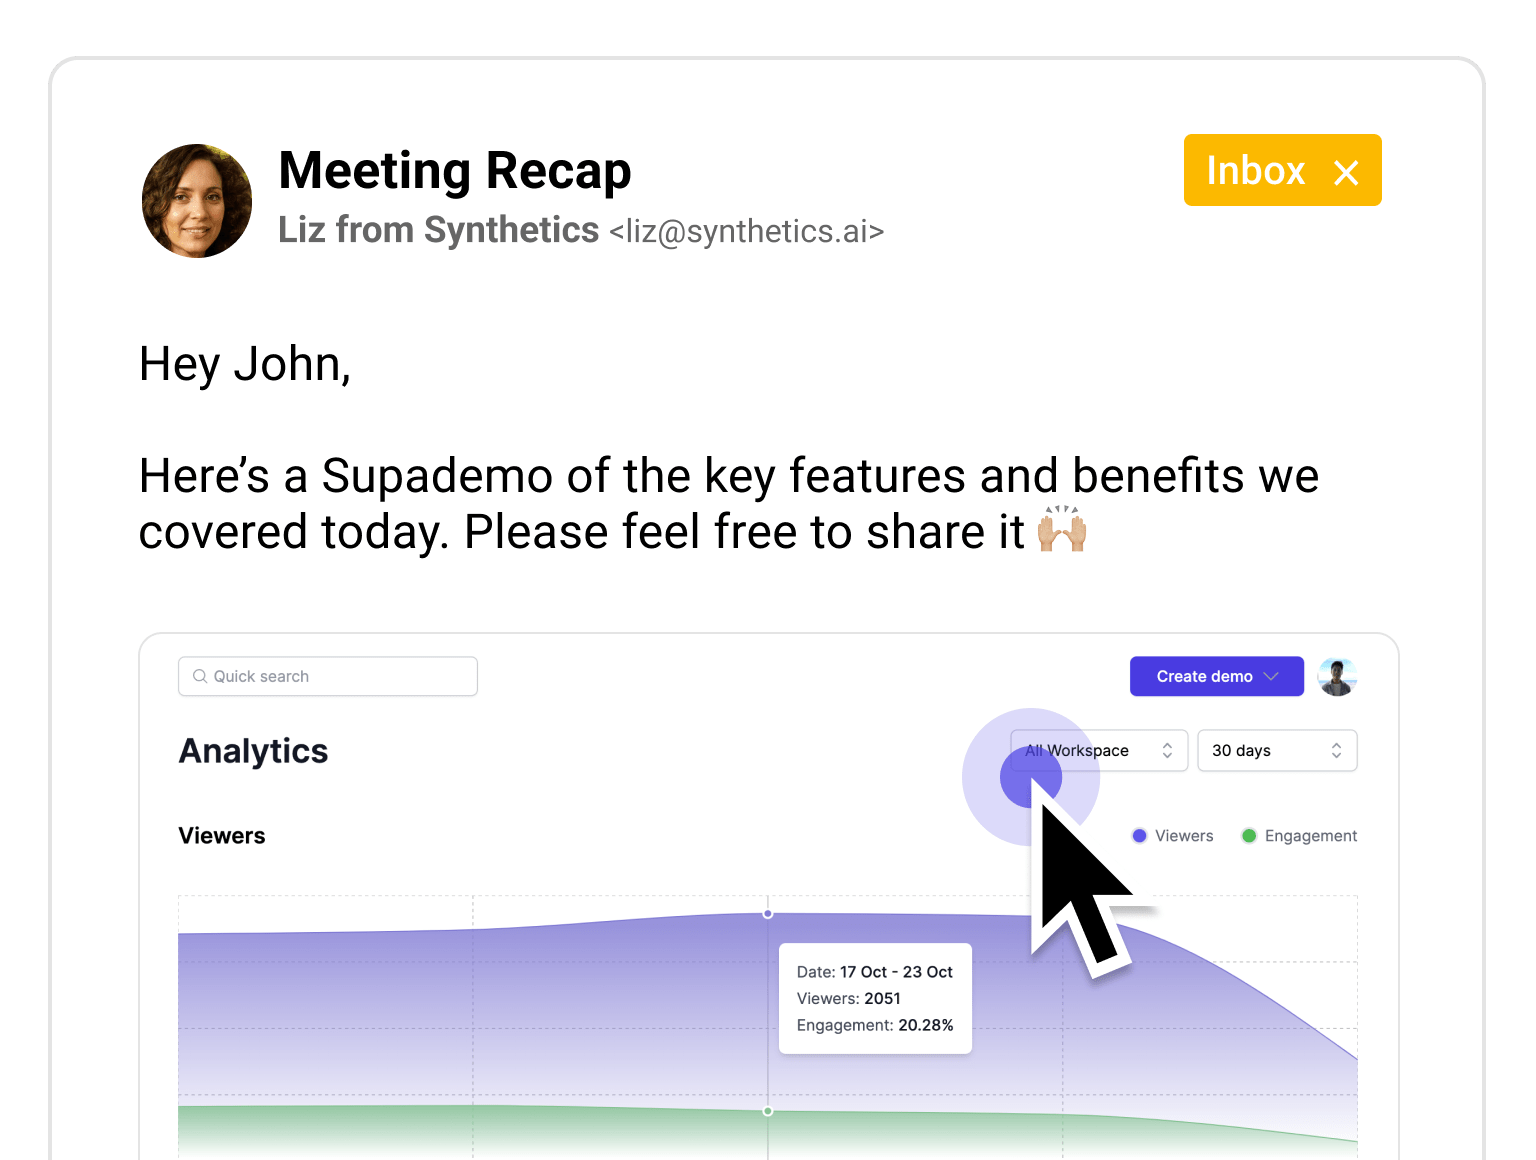 Meeting Recap
Inbox ×
Liz from Synthetics <liz@synthetics.ai>
Hey John,
Here’s a Supademo of the key features and benefits we
covered today. Please feel free to share it 🙌🏼
Quick search
Create demo
Analytics
All Workspace
30 days
Viewers
Viewers
Engagement
Date: 17 Oct - 23 Oct
Viewers: 2051
Engagement: 20.28%